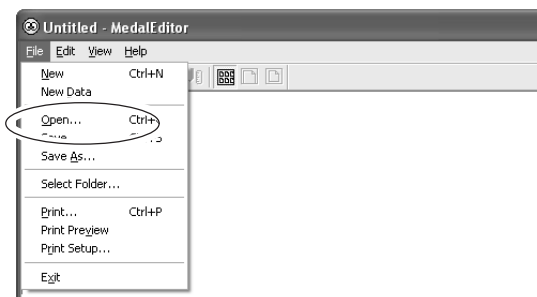 Untitled - MedalEditor
File Edit View Help
New Ctrl+N
New Data
Open... Ctrl+
Save
Save As...
Select Folder...
Print... Ctrl+P
Print Preview
Print Setup...
Exit